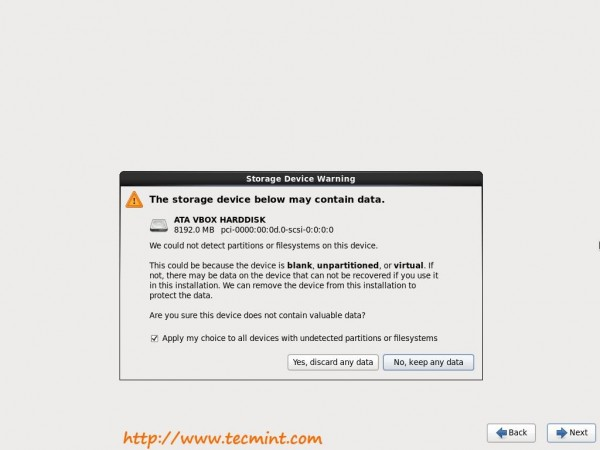 Storage Device Warning
The storage device below may contain data.
ATA VBOX HARDDISK
8192.0 MB pci-0000:00:0d.0-scsi-0:0:0:0
We could not detect partitions or filesystems on this device.
This could be because the device is blank, unpartitioned, or virtual. If
not, there may be data on the device that can not be recovered if you use it
in this installation. We can remove the device from this installation to
protect the data.
Are you sure this device does not contain valuable data?
Apply my choice to all devices with undetected partitions or filesystems
Yes, discard any data
No, keep any data
http://www.tecmint.com
Back
Next